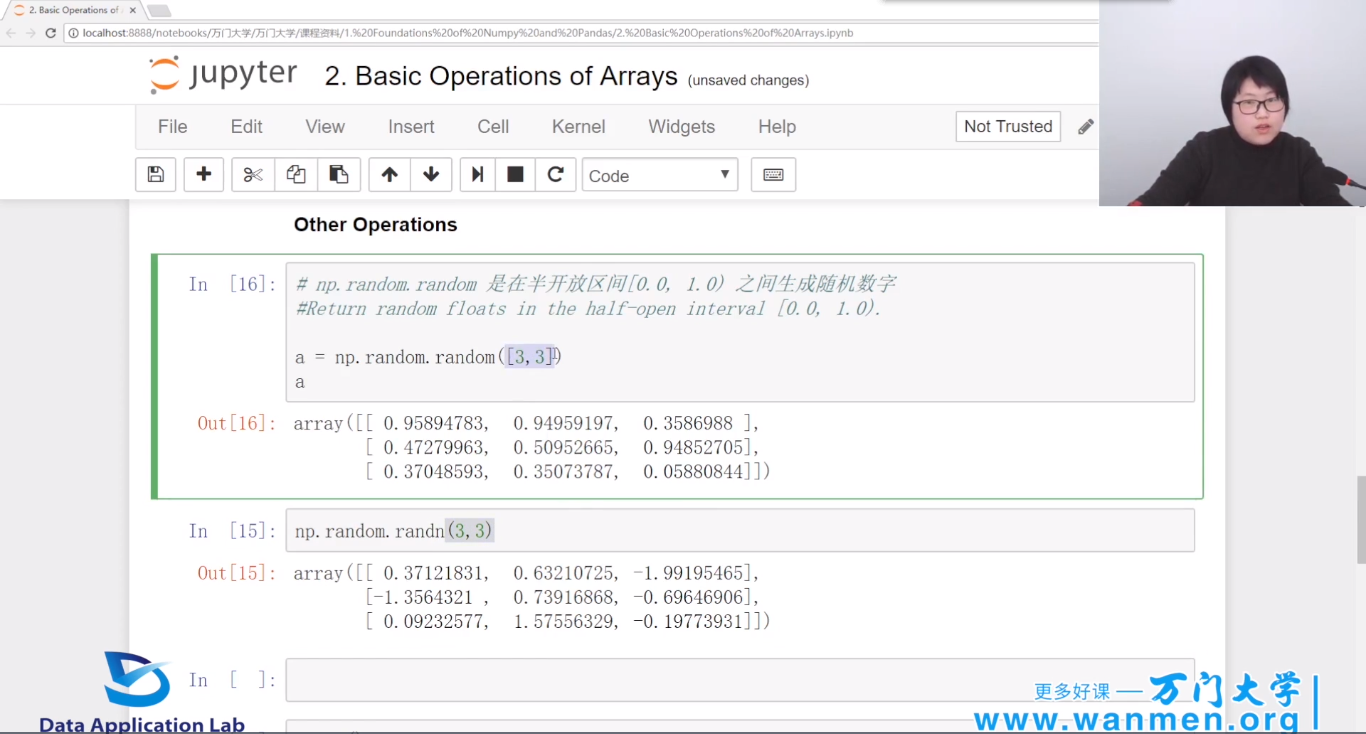 2. Basic Operations of
localhost:8888/notebooks/万门大学/万门大学/课程资料/1.%20Foundations%20of%20Numpy%20and%20Pandas/2.%20Basic%20Operations%20of%20Arrays.ipynb
jupyter 2. Basic Operations of Arrays (unsaved changes)
File Edit View Insert Cell Kernel Widgets Help Not Trusted
Code
Other Operations
In [16]: # np.random.random 是在半开放区间[0.0, 1.0) 之间生成随机数字
#Return random floats in the half-open interval [0.0, 1.0).
a = np.random.random([3,3])
a
Out[16]: array([[ 0.95894783, 0.94959197, 0.3586988 ],
[ 0.47279963, 0.50952665, 0.94852705],
[ 0.37048593, 0.35073787, 0.05880844]])
In [15]: np.random.randn(3,3)
Out[15]: array([[ 0.37121831, 0.63210725, -1.99195465],
[-1.3564321 , 0.73916868, -0.69646906],
[ 0.09232577, 1.57556329, -0.19773931]])
In [ ]:
更多好课 — 万门大学
www.wanmen.org
Data Application Lab